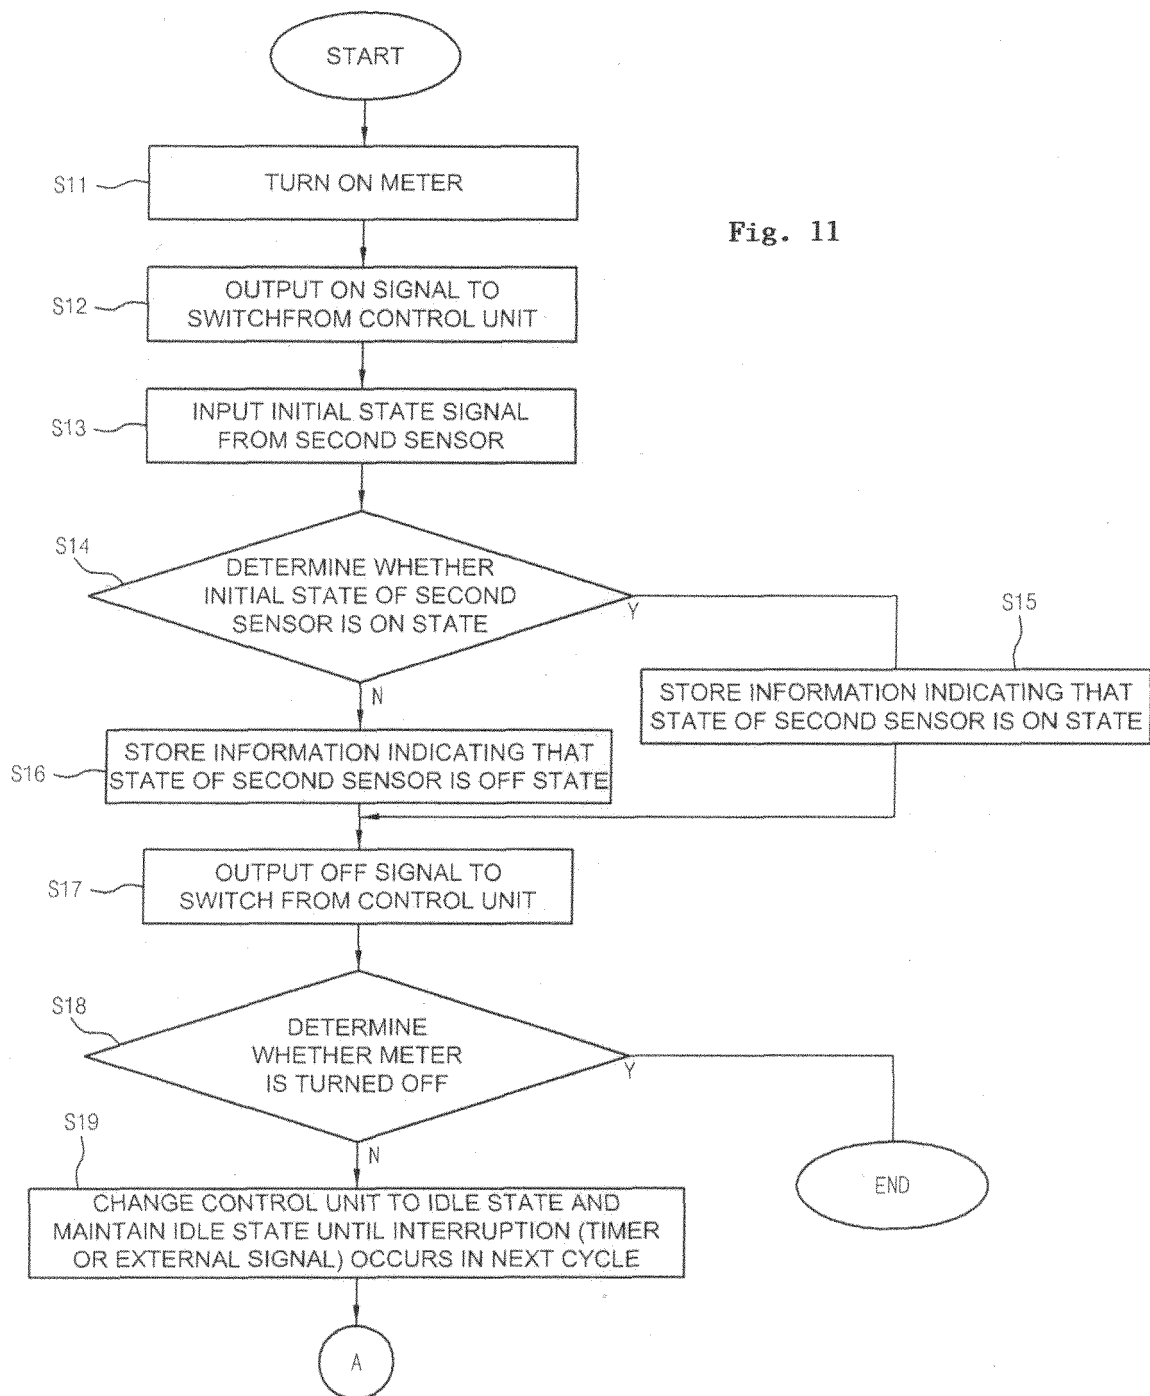 START
S11
TURN ON METER
Fig. 11
S12
OUTPUT ON SIGNAL TO
SWITCHFROM CONTROL UNIT
S13
INPUT INITIAL STATE SIGNAL
FROM SECOND SENSOR
S14
DETERMINE WHETHER
INITIAL STATE OF SECOND
SENSOR IS ON STATE
Y
N
S15
STORE INFORMATION INDICATING THAT
STATE OF SECOND SENSOR IS ON STATE
S16
STORE INFORMATION INDICATING THAT
STATE OF SECOND SENSOR IS OFF STATE
S17
OUTPUT OFF SIGNAL TO
SWITCH FROM CONTROL UNIT
S18
DETERMINE
WHETHER METER
IS TURNED OFF
Y
N
END
S19
CHANGE CONTROL UNIT TO IDLE STATE AND
MAINTAIN IDLE STATE UNTIL INTERRUPTION (TIMER
OR EXTERNAL SIGNAL) OCCURS IN NEXT CYCLE
A